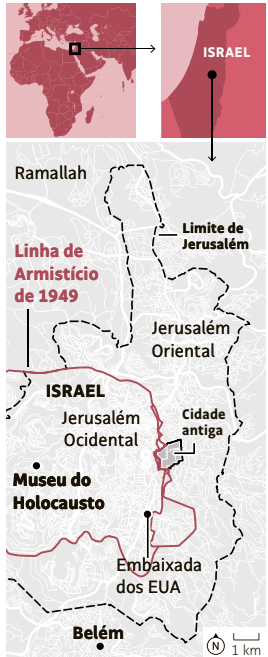 ISRAEL
Ramallah
Limite de
Jerusalém
Linha de
Armistício
de 1949
Jerusalém
Oriental
ISRAEL
Jerusalém
Ocidental
Cidade
antiga
Museu do
Holocausto
Embaixada
dos EUA
Belém
N
1 km